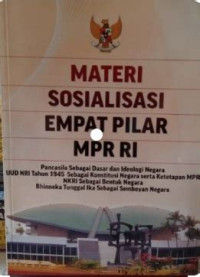 MATERI
SOSIALISASI
EMPAT PILAR
MPR RI
Pancasila Sebagai Dasar dan Ideologi Negara
UUD NRI Tahun 1945 Sebagai Konstitusi Negara serta Ketetapan MPR
NKRI Sebagai Bentuk Negara
Bhinneka Tunggal Ika Sebagai Semboyan Negara